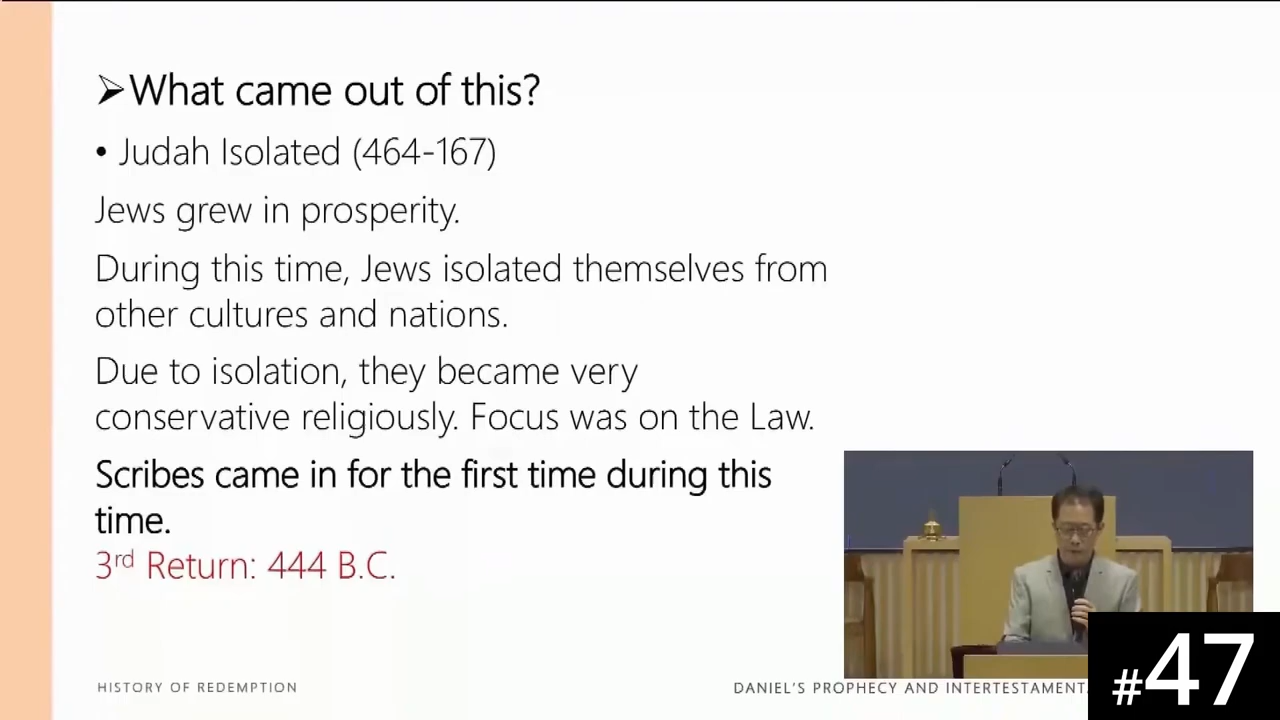 What came out of this?
• Judah Isolated (464-167)
Jews grew in prosperity.
During this time, Jews isolated themselves from
other cultures and nations.
Due to isolation, they became very
conservative religiously. Focus was on the Law.
Scribes came in for the first time during this
time.
3rd Return: 444 B.C.
HISTORY OF REDEMPTION
DANIEL'S PROPHECY AND INTERTESTAMENT
#47